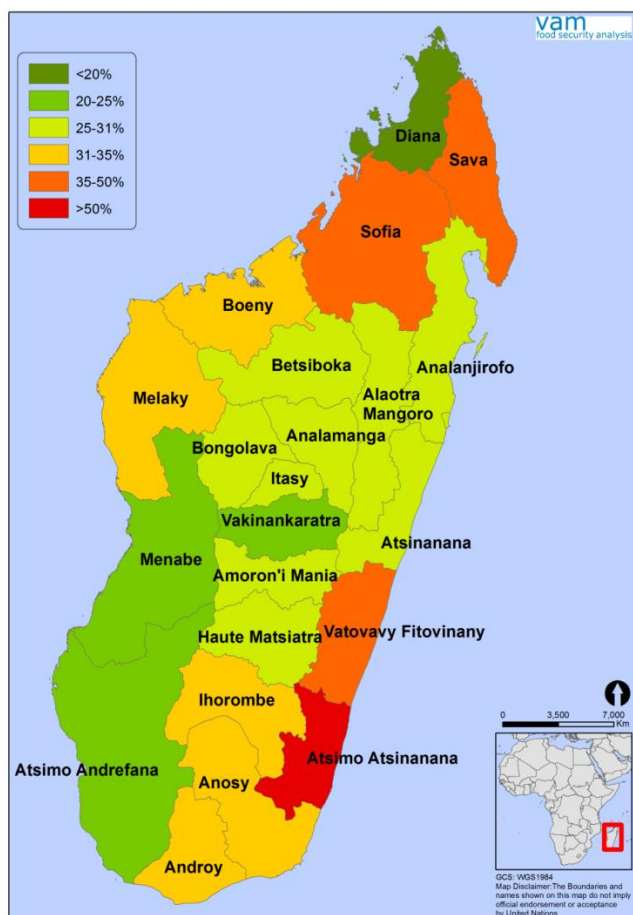 vam
food security analysis
<20%
20-25%
25-31%
31-35%
35-50%
>50%
Diana
Sava
Sofia
Boeny
Betsiboka
Analanjirofo
Alaotra
Mangoro
Melaky
Analamanga
Bongolava
Itasy
Vakinankaratra
Atsinanana
Menabe
Amoron'i Mania
Haute Matsiatra
Vatovavy Fitovinany
Ihorombe
Atsimo Atsinanana
Atsimo Andrefana
Anosy
Androy
0 3,500 7,000
Km
GCS: WGS1984
Map Disclaimer:The Boundaries and
names shown on this map do not imply
official endorsement or acceptance
by United Nations.